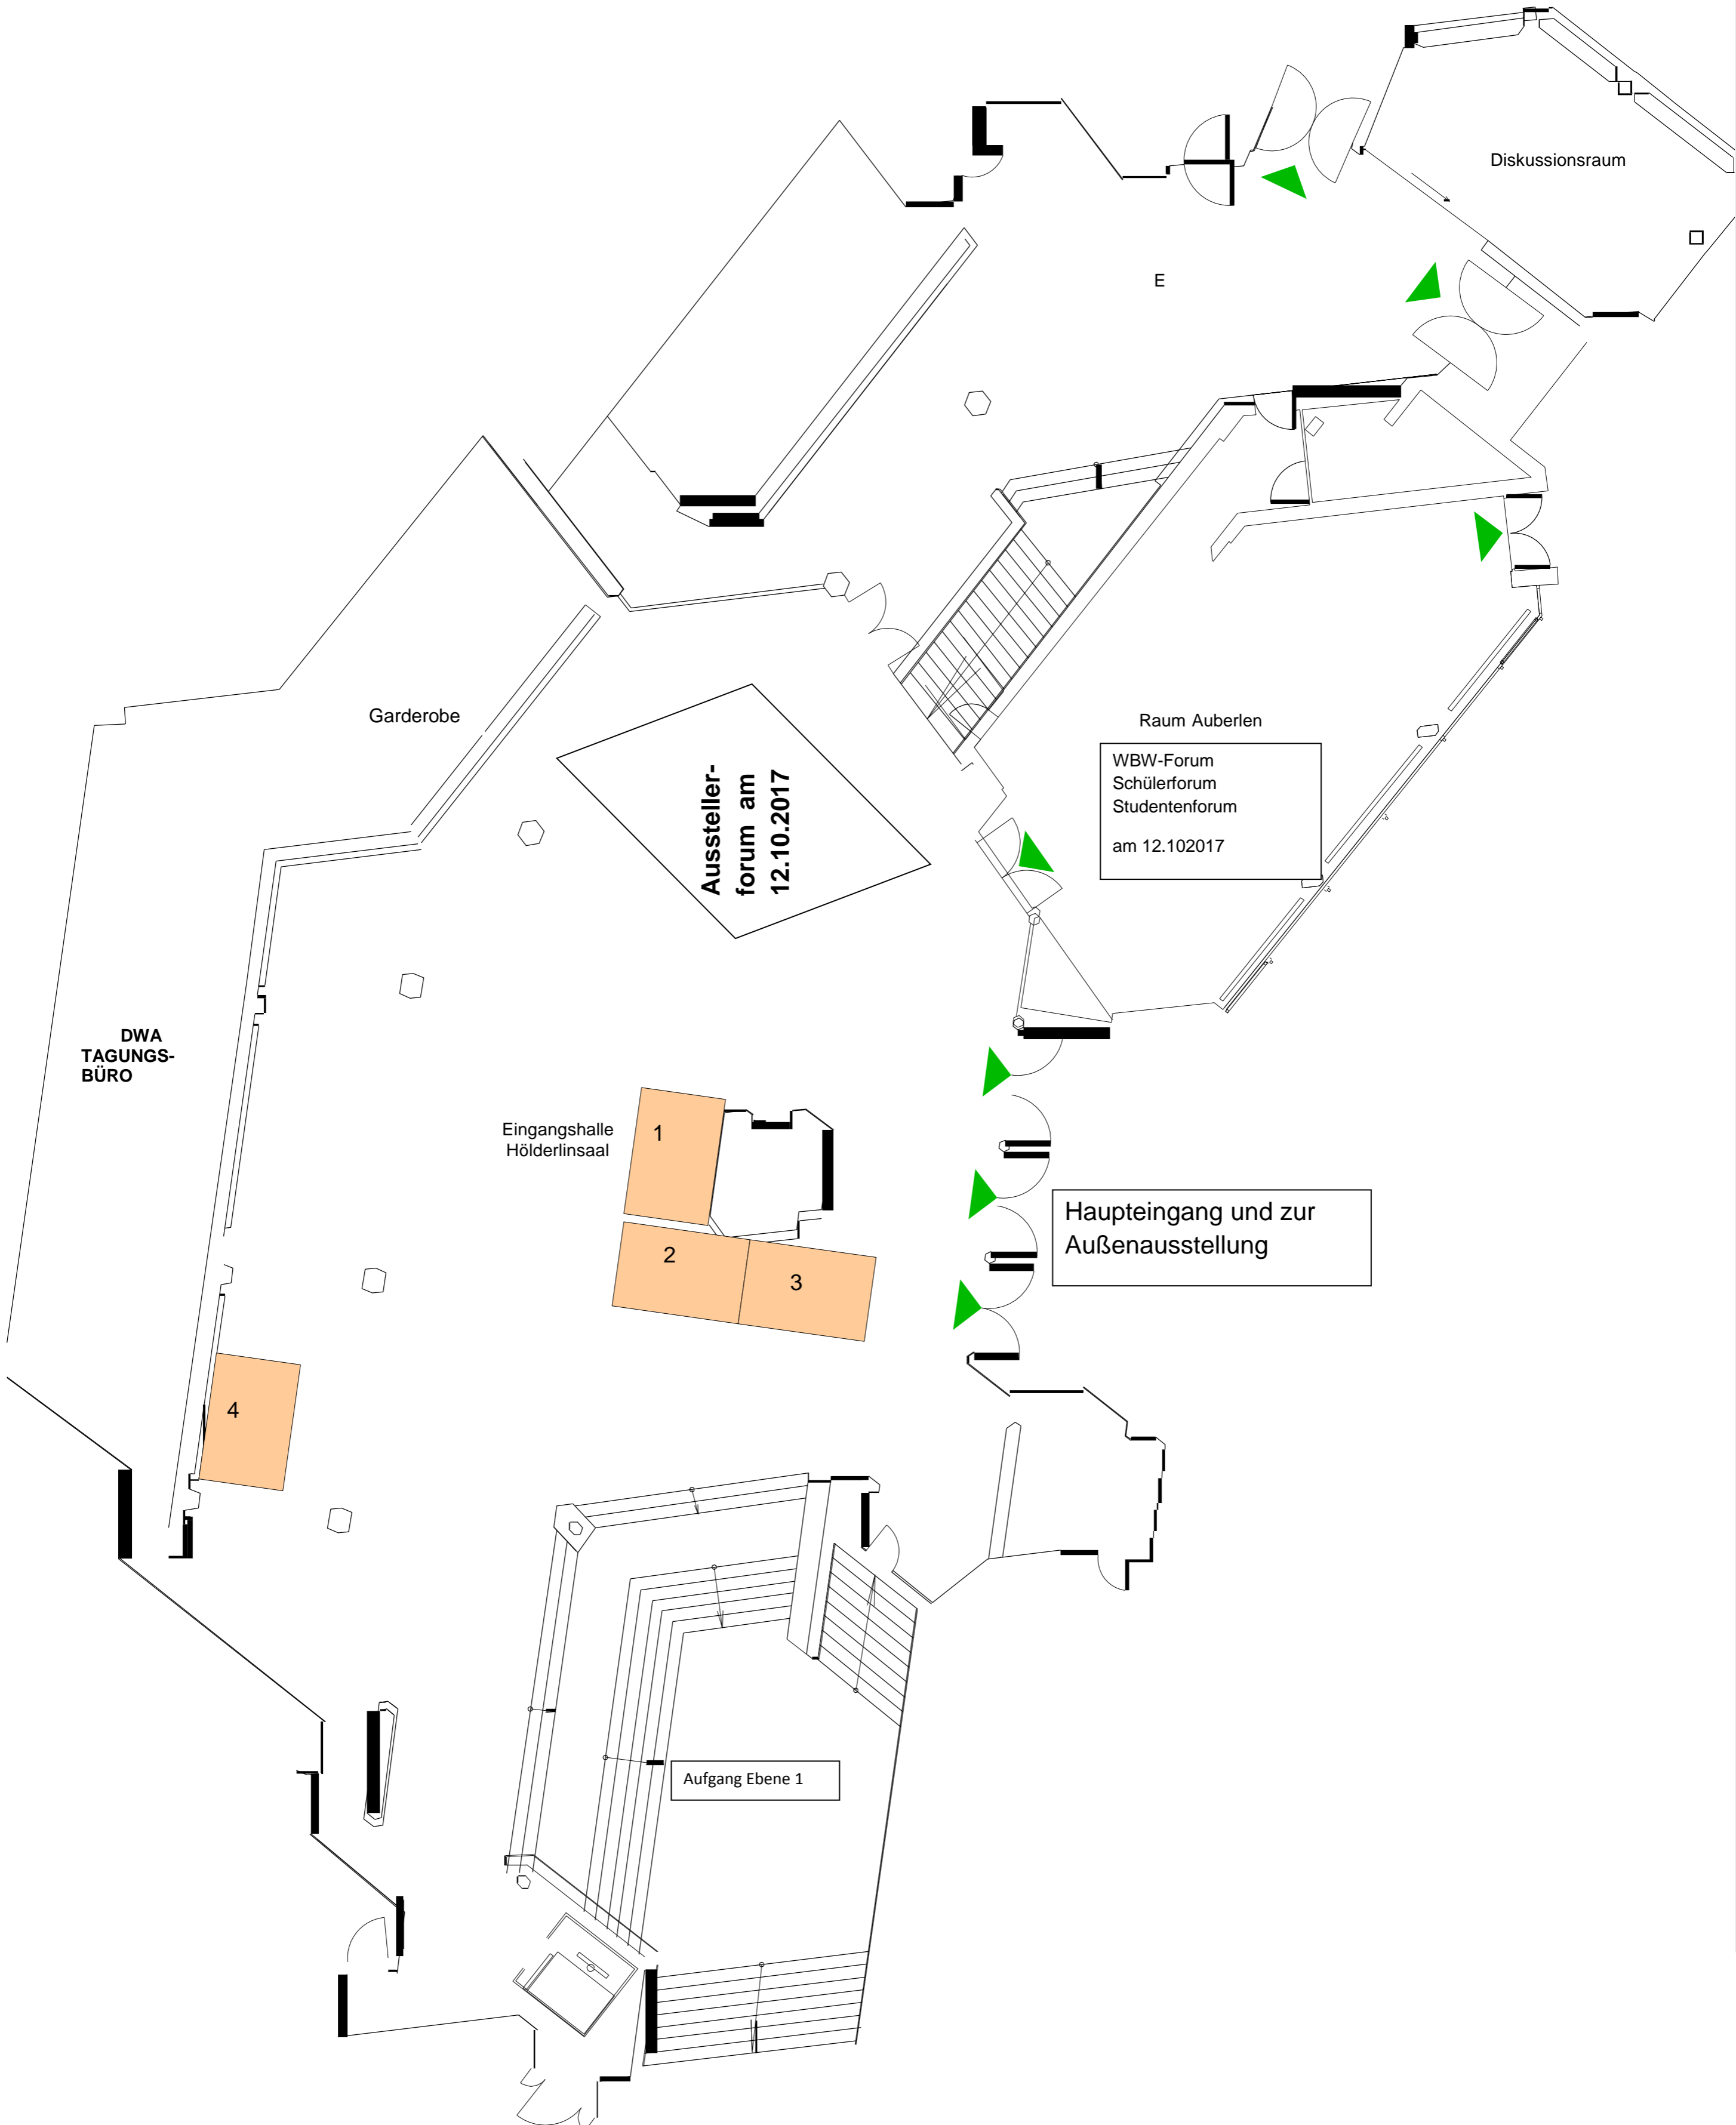 Diskussionsraum
E
Garderobe
Aussteller-
forum am
12.10.2017
Raum Auberlen
WBW-Forum
Schülerforum
Studentenforum
am 12.102017
DWA
TAGUNGS-
BÜRO
Eingangshalle
Hölderlinsaal
1
2
3
Haupteingang und zur
Außenausstellung
4
Aufgang Ebene 1